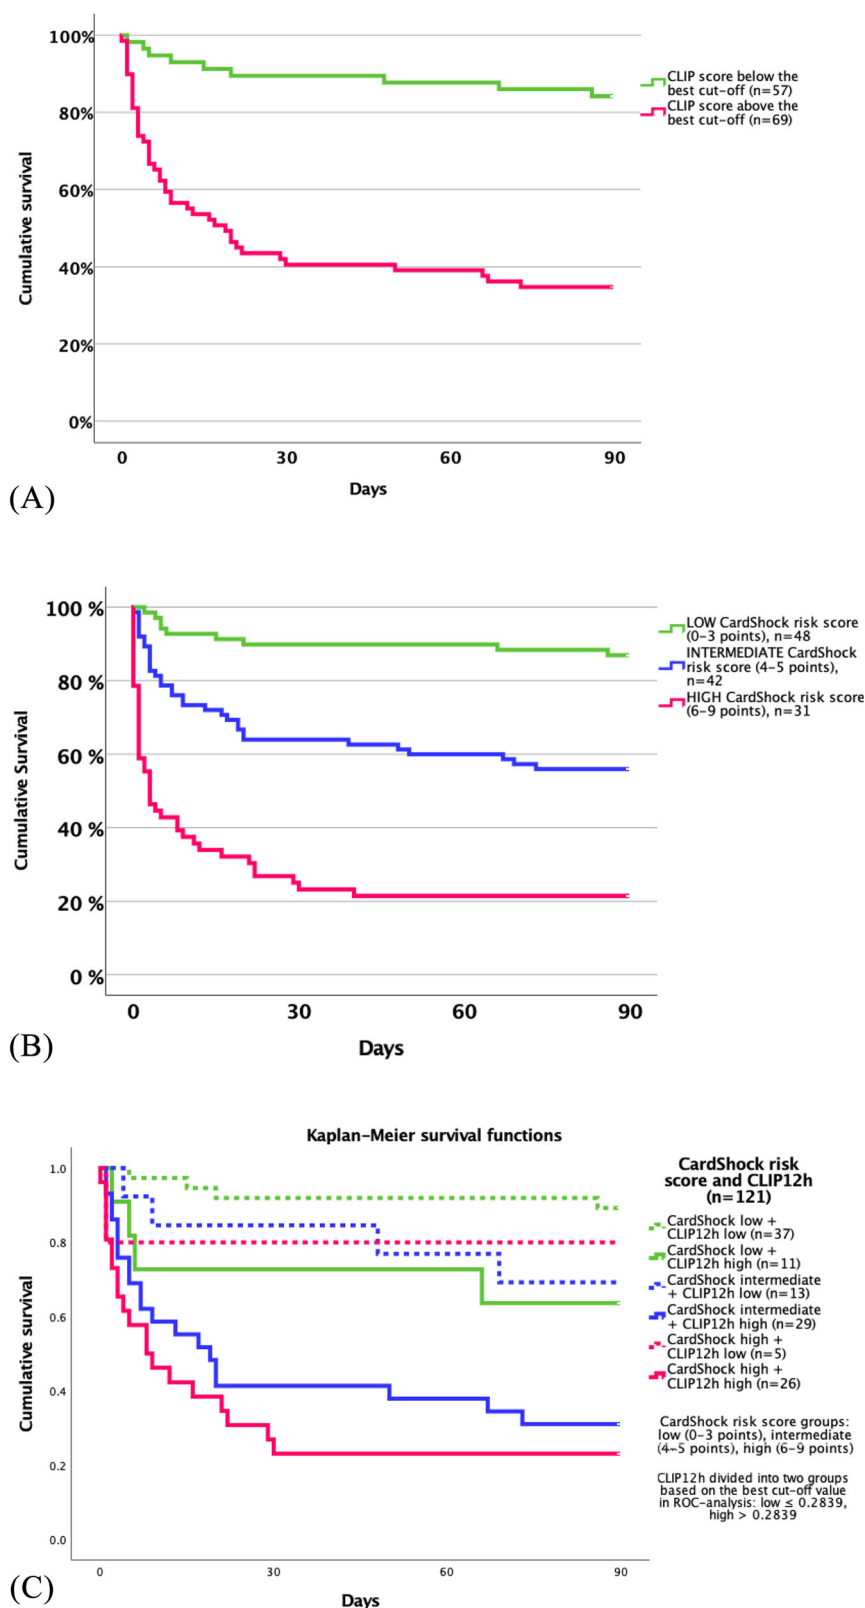 100%
80%
60%
40%
20%
0%
Cumulative survival
0 30 60 90
Days
CLIP score below the
best cut-off (n=57)
CLIP score above the
best cut-off (n=69)
(A)
100 %
80 %
60 %
40 %
20 %
0 %
Cumulative Survival
0 30 60 90
Days
LOW CardShock risk score
(0-3 points), n=48
INTERMEDIATE CardShock
risk score (4-5 points),
n=42
HIGH CardShock risk score
(6-9 points), n=31
(B)
Kaplan-Meier survival functions
1.0
0.8
0.6
0.4
0.2
0.0
Cumulative survival
0 30 60 90
Days
CardShock risk
score and CLIP12h
(n=121)
CardShock low +
CLIP12h low (n=37)
CardShock low +
CLIP12h high (n=11)
CardShock intermediate
+ CLIP12h low (n=13)
CardShock intermediate
+ CLIP12h high (n=29)
CardShock high +
CLIP12h low (n=5)
CardShock high +
CLIP12h high (n=26)
CardShock risk score groups:
low (0-3 points), intermediate
(4-5 points), high (6-9 points)
CLIP12h divided into two groups
based on the best cut-off value
in ROC-analysis: low ≤ 0.2839,
high > 0.2839
(C)